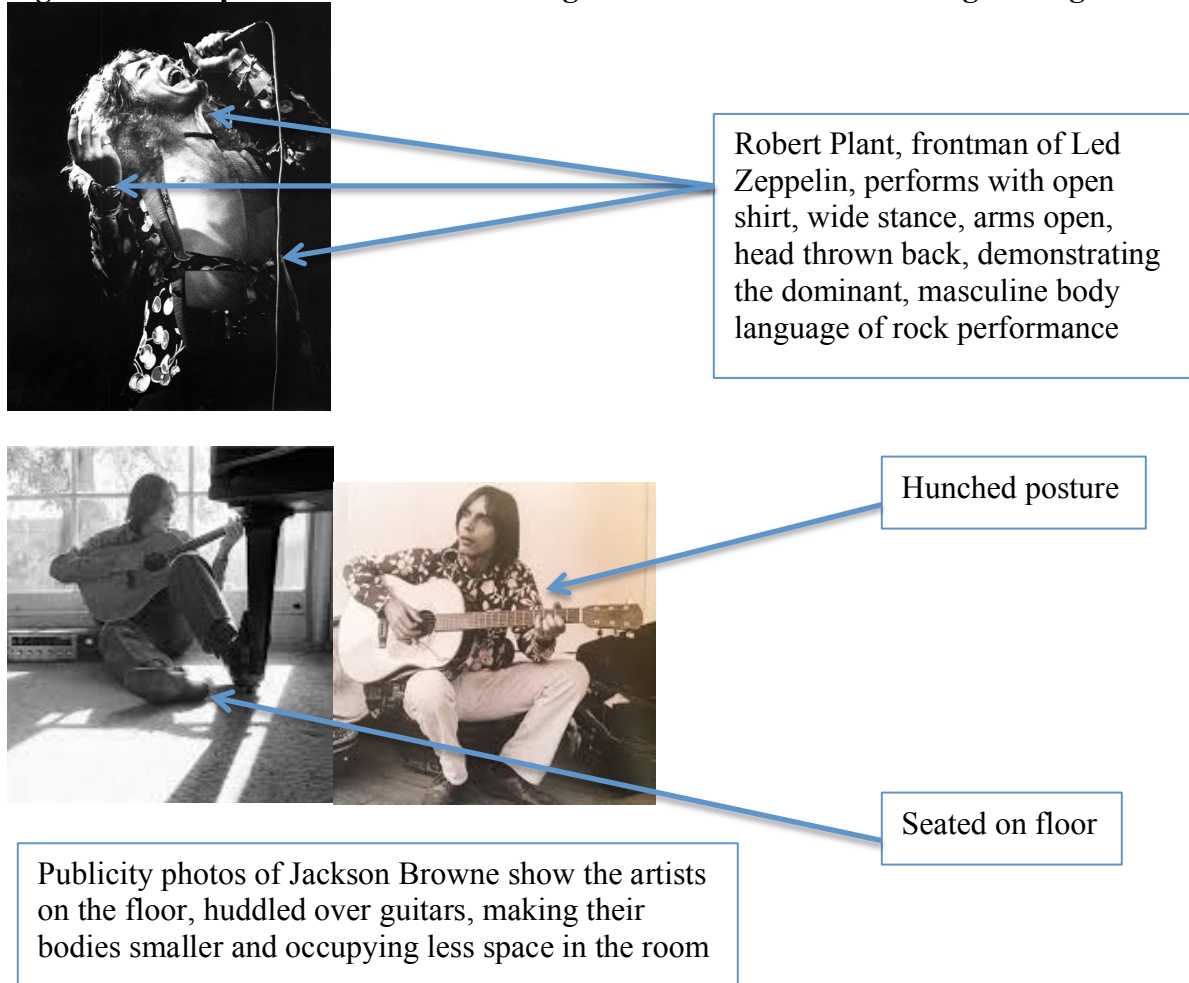 Robert Plant, frontman of Led
Zeppelin, performs with open
shirt, wide stance, arms open,
head thrown back, demonstrating
the dominant, masculine body
language of rock performance
Hunched posture
Seated on floor
Publicity photos of Jackson Browne show the artists
on the floor, huddled over guitars, making their
bodies smaller and occupying less space in the room